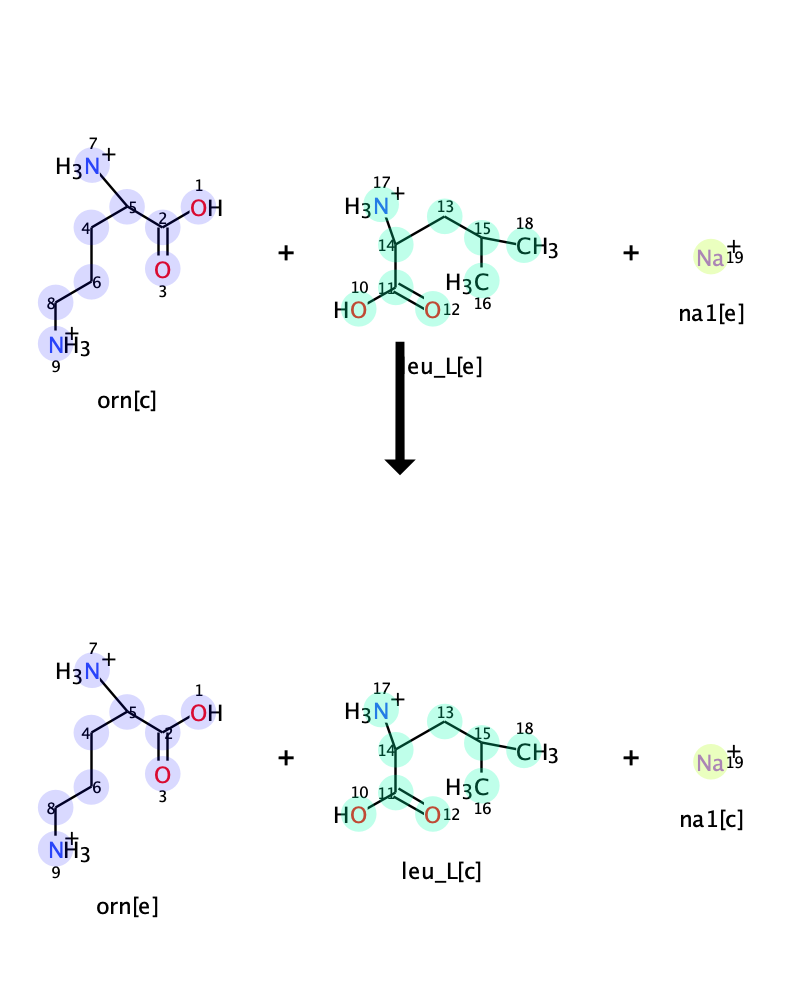 7
H3N+
1
OH
5
2
4
O
3
6
8
NH3+
9
orn[c]
+
17
H3N+
13
18
15
CH3
14
H3C
16
10
11
HO
O
12
leu_L[e]
+
Na+
19
na1[e]
7
H3N+
1
OH
5
2
4
O
3
6
8
NH3+
9
orn[e]
+
17
H3N+
13
18
15
CH3
14
H3C
16
10
11
HO
O
12
leu_L[c]
+
Na+
19
na1[c]